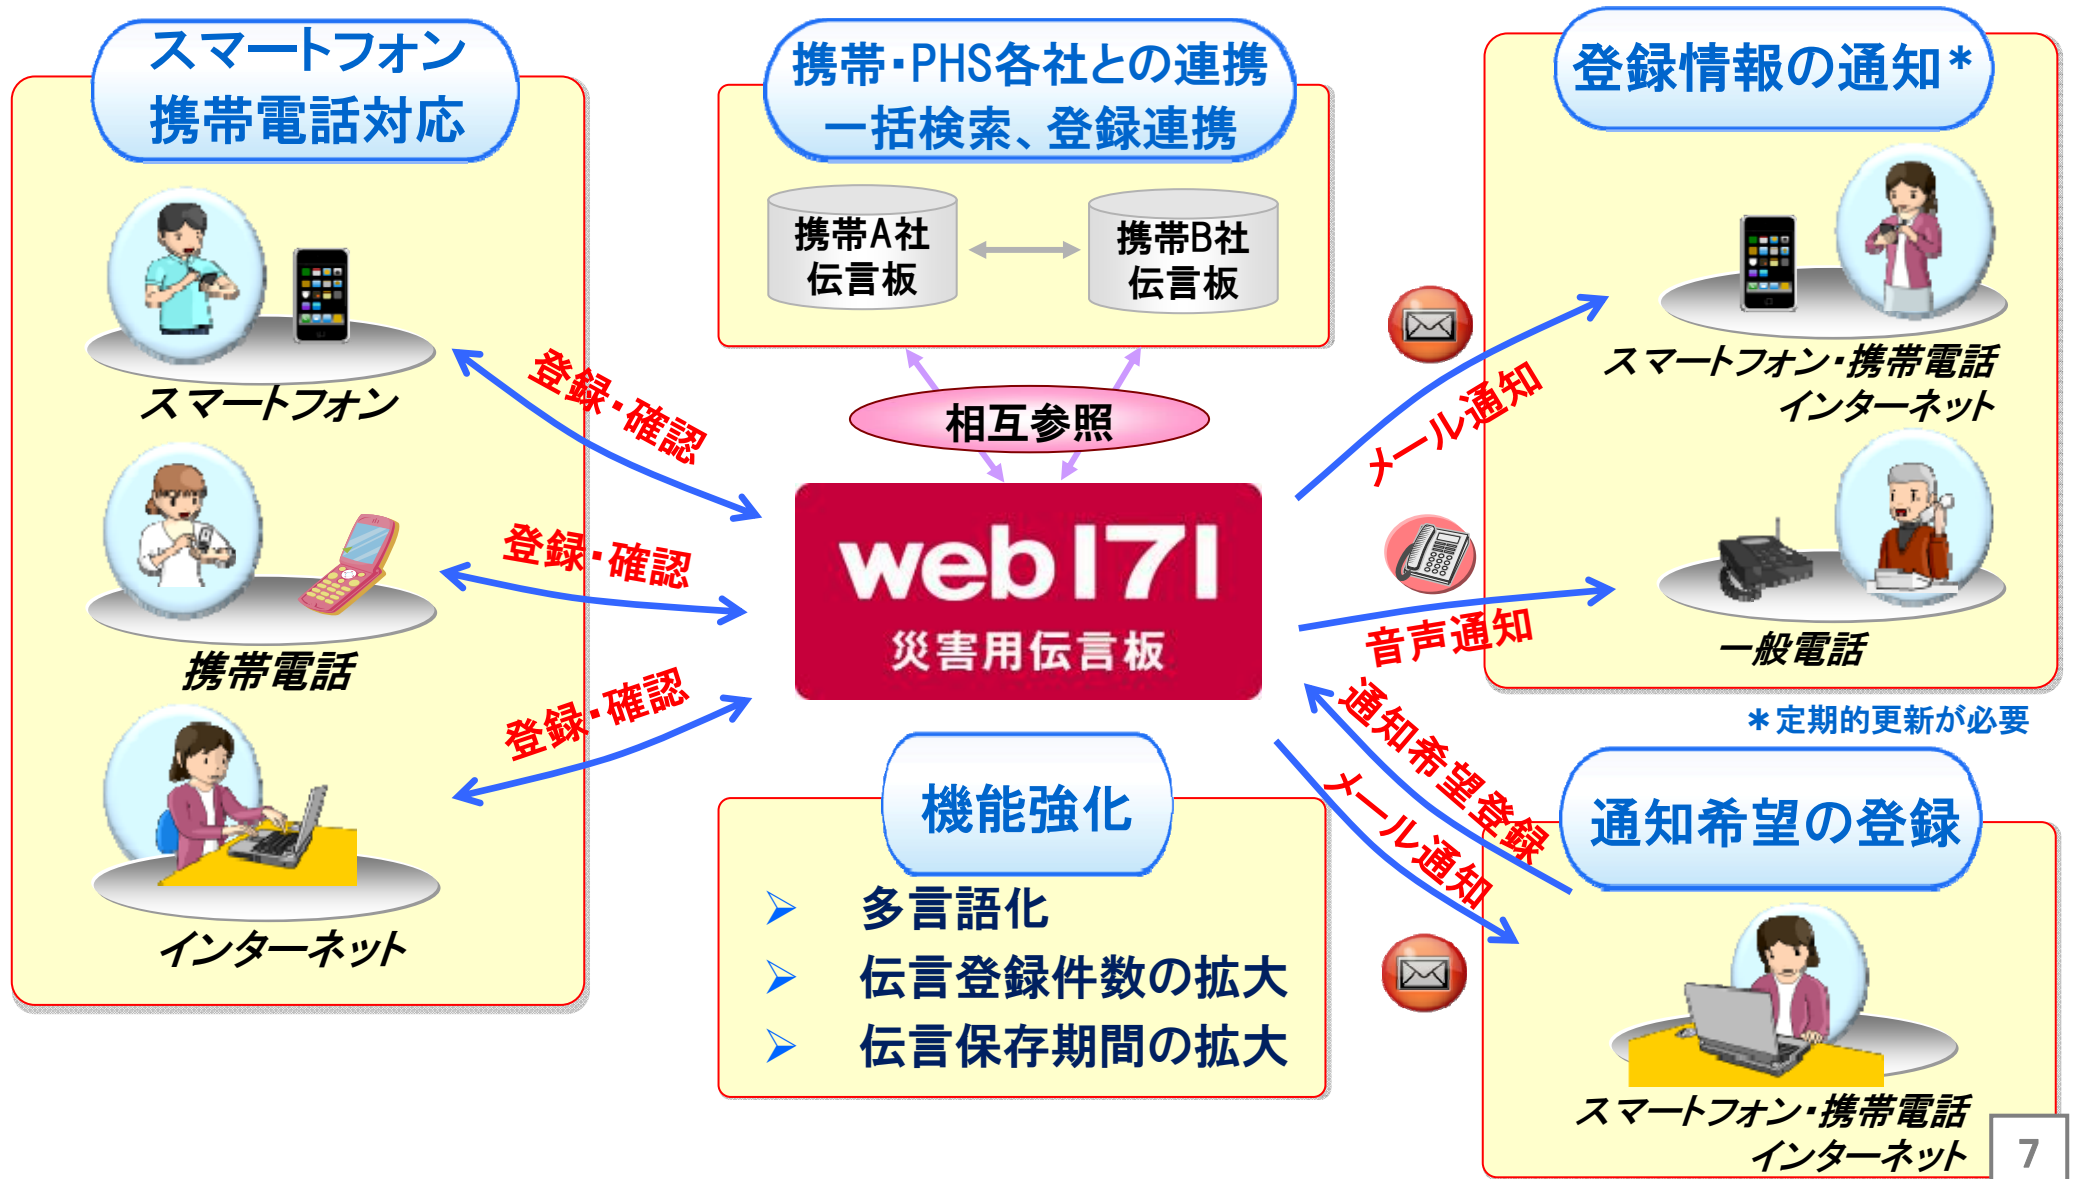 スマートフォン
携帯電話対応
スマートフォン
携帯電話
インターネット
登録・確認
登録・確認
登録・確認
携帯・PHS各社との連携
一括検索、登録連携
携帯A社
伝言板
携帯B社
伝言板
相互参照
web171
災害用伝言板
機能強化
➢ 多言語化
➢ 伝言登録件数の拡大
➢ 伝言保存期間の拡大
登録情報の通知*
スマートフォン・携帯電話
インターネット
メール通知
一般電話
音声通知
*定期的更新が必要
通知希望登録
メール通知
通知希望の登録
スマートフォン・携帯電話
インターネット
7